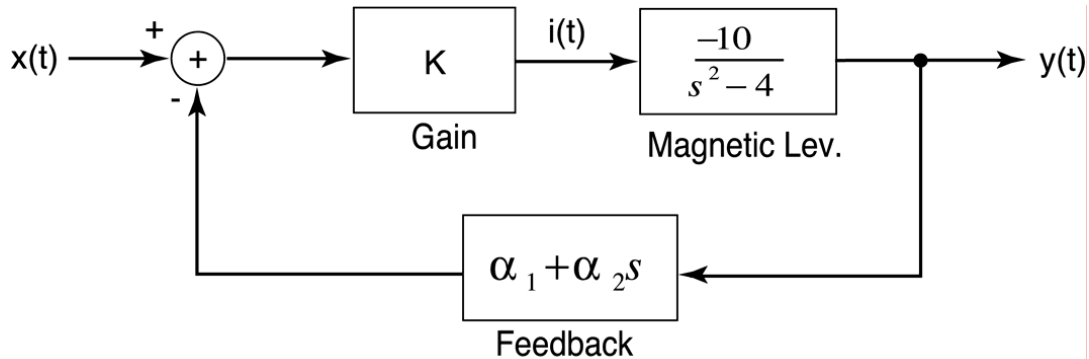 x(t)
+
+
-
K
Gain
i(t)
−10
s² − 4
Magnetic Lev.
y(t)
α₁+α₂s
Feedback